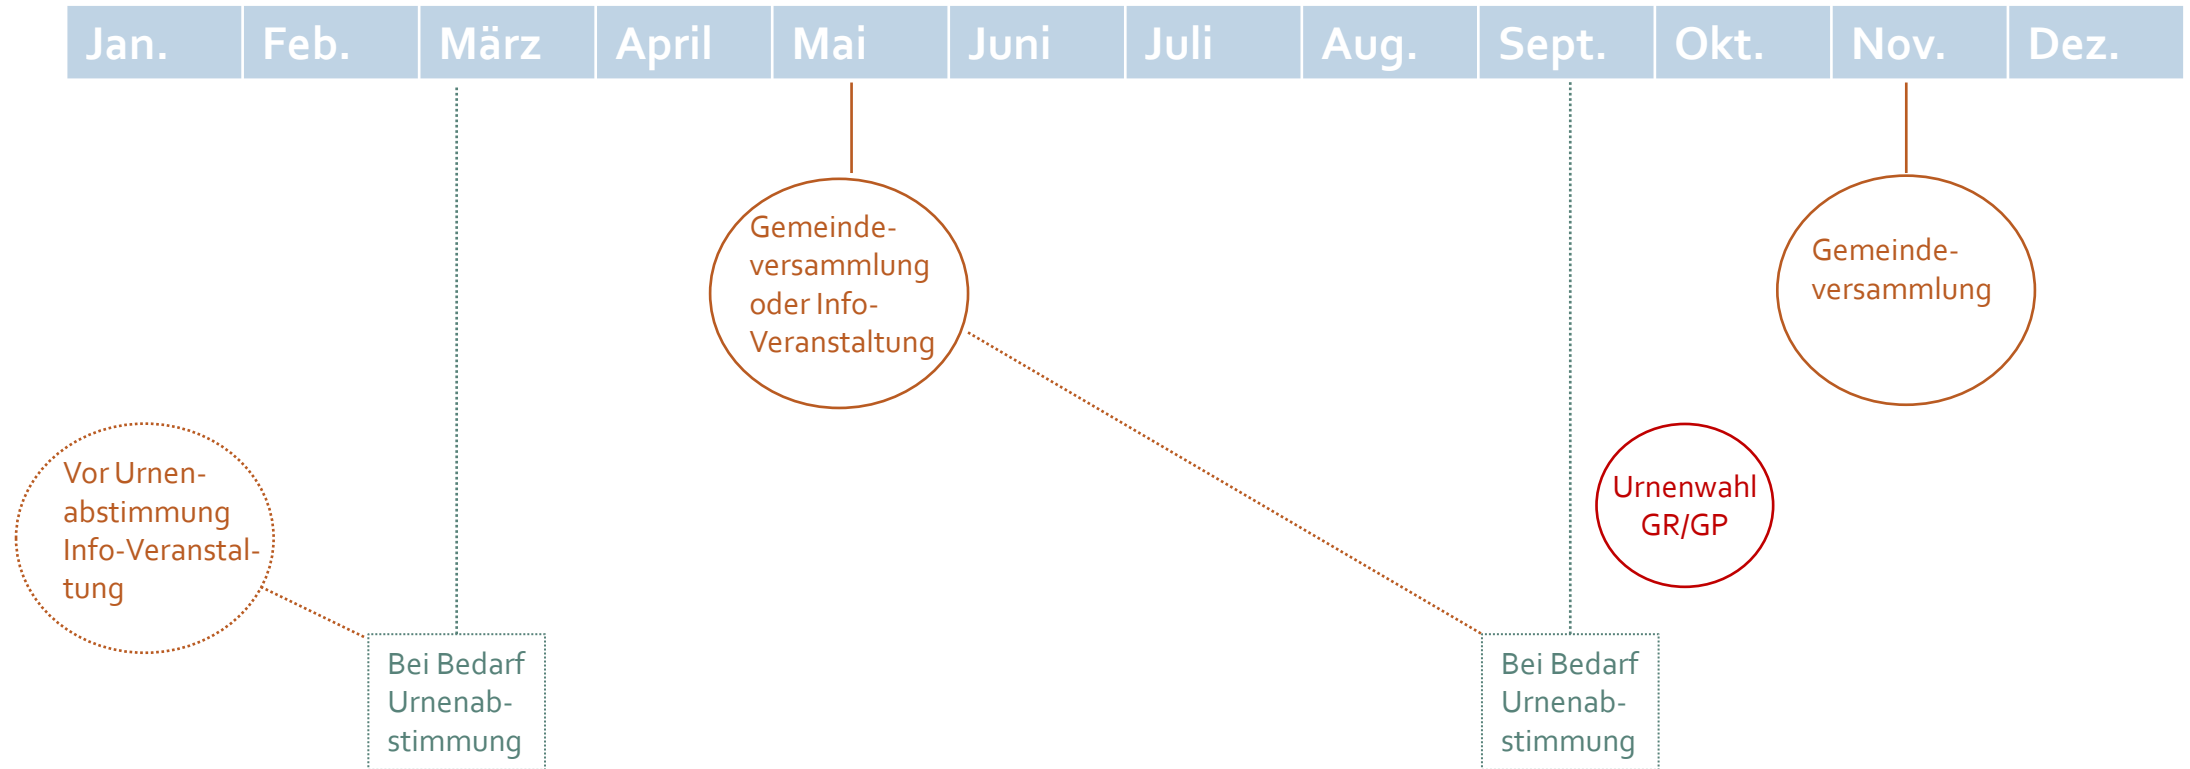 Jan. Feb. März April Mai Juni Juli Aug. Sept. Okt. Nov. Dez.
Gemeinde-
versammlung
oder Info-
Veranstaltung
Gemeinde-
versammlung
Vor Urnen-
abstimmung
Info-Veranstal-
tung
Urnenwahl
GR/GP
Bei Bedarf
Urnenab-
stimmung
Bei Bedarf
Urnenab-
stimmung